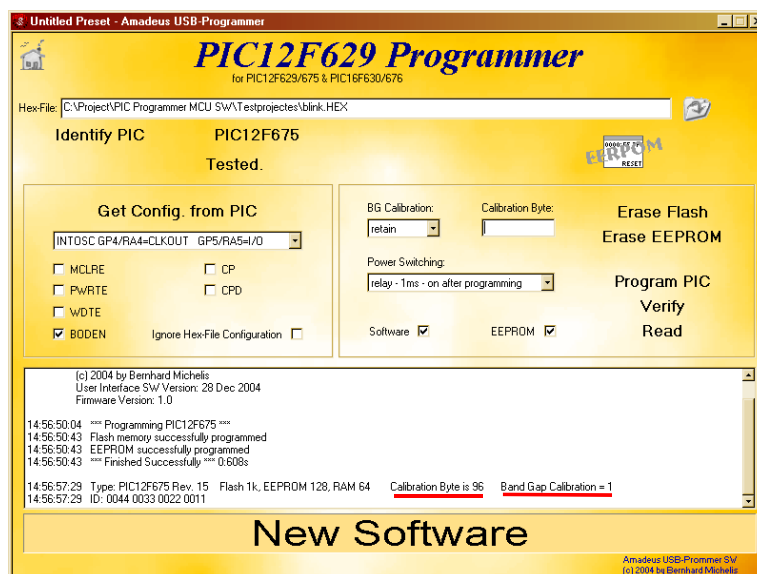 Untitled Preset - Amadeus USB-Programmer
PIC12F629 Programmer
for PIC12F629/675 & PIC16F630/676
Hex-File: C:\Project\PIC Programmer MCU SW\Testprojectes\blink.HEX
Identify PIC PIC12F675
Tested.
EERPOM
RESET
Get Config. from PIC
INTOSC GP4/RA4=CLKOUT GP5/RA5=I/O
MCLRE CP
PWRTE CPD
WDTE
BODEN Ignore Hex-File Configuration
BG Calibration: Calibration Byte:
retain
Power Switching:
relay - 1ms - on after programming
Software EEPROM
Erase Flash
Erase EEPROM
Program PIC
Verify
Read
(c) 2004 by Bernhard Michelis
User Interface SW Version: 28 Dec 2004
Firmware Version: 1.0
14:56:50:04 *** Programming PIC12F675 ***
14:56:50:43 Flash memory successfully programmed
14:56:50:43 EEPROM successfully programmed
14:56:50:43 *** Finished Successfully *** 0:608s
14:56:57:29 Type: PIC12F675 Rev. 15 Flash 1k, EEPROM 128, RAM 64 Calibration Byte is 96 Band Gap Calibration = 1
14:56:57:29 ID: 0044 0033 0022 0011
New Software
Amadeus USB-Prommer SW
(c) 2004 by Bernhard Michelis